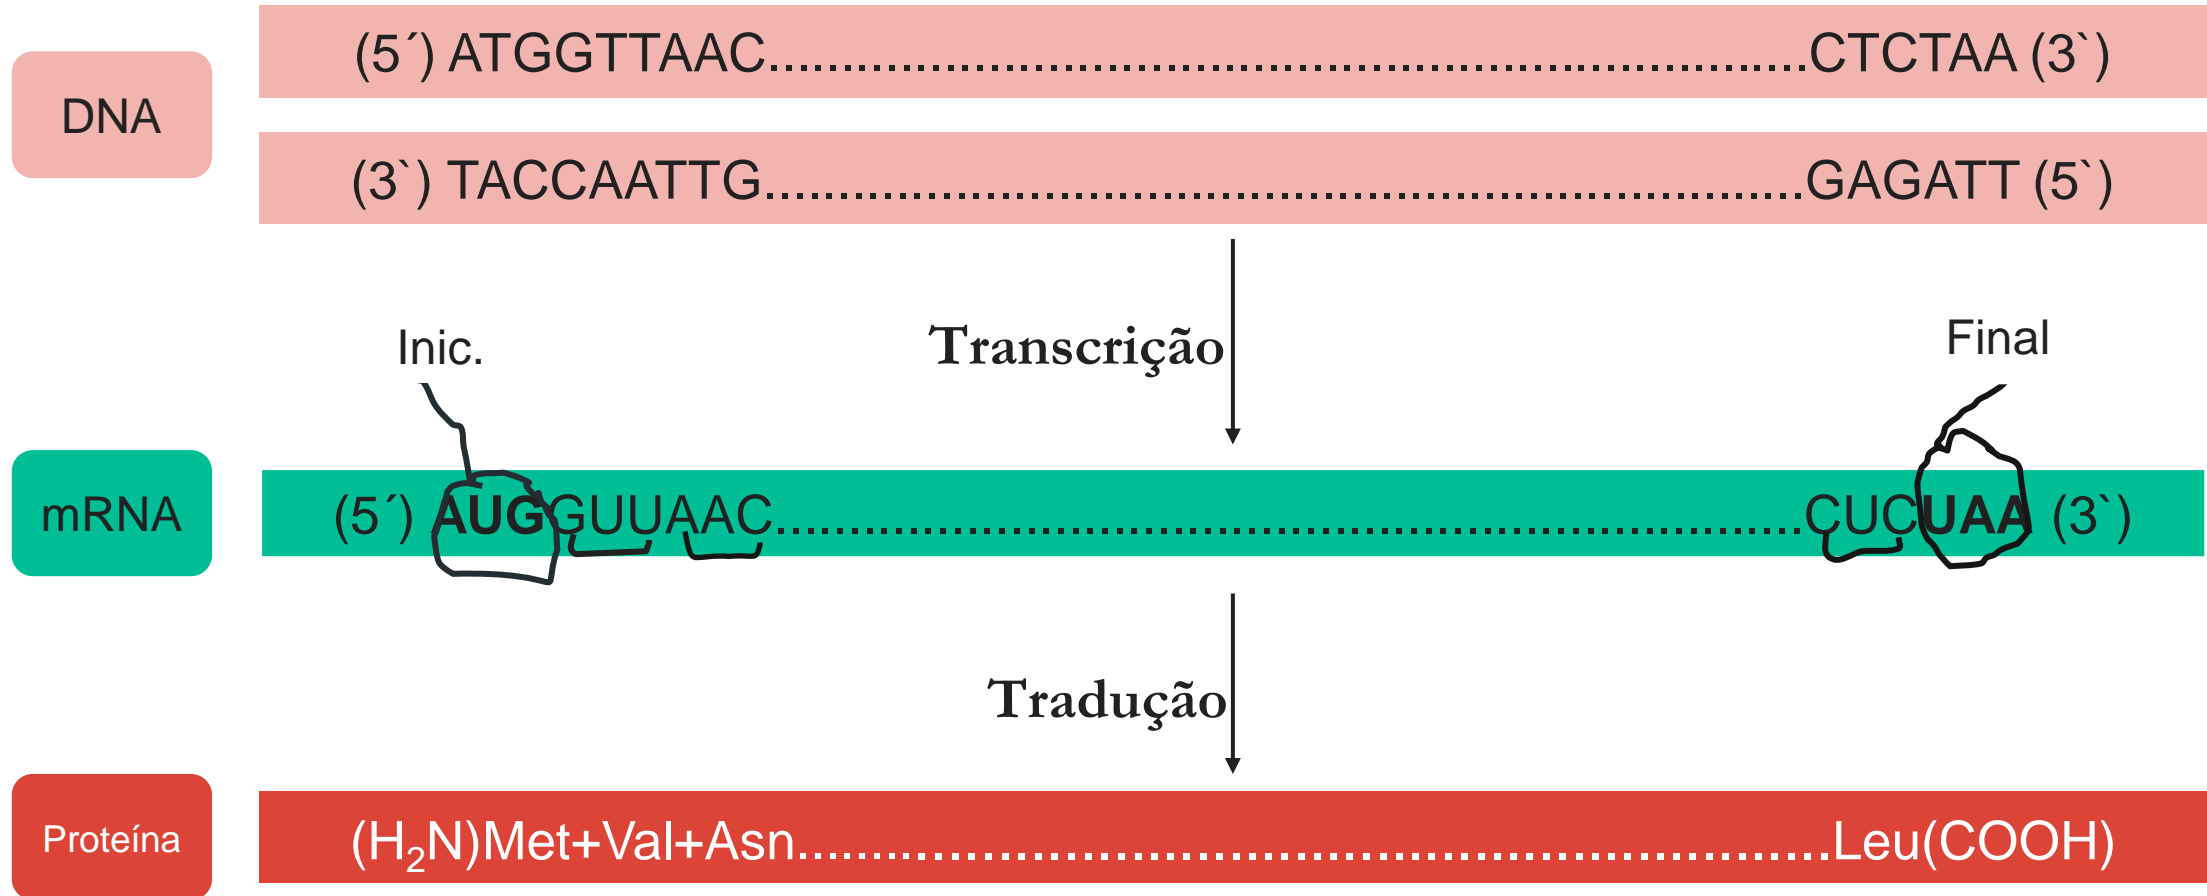 DNA
(5´) ATGGTTAAC......................................................................CTCTAA (3`)
(3`) TACCAATTG......................................................................GAGATT (5`)
Transcrição
Inic.
Final
mRNA
(5´) AUGGUUAAC......................................................................CUCUAA (3`)
Tradução
Proteína
(H₂N)Met+Val+Asn......................................................................Leu(COOH)